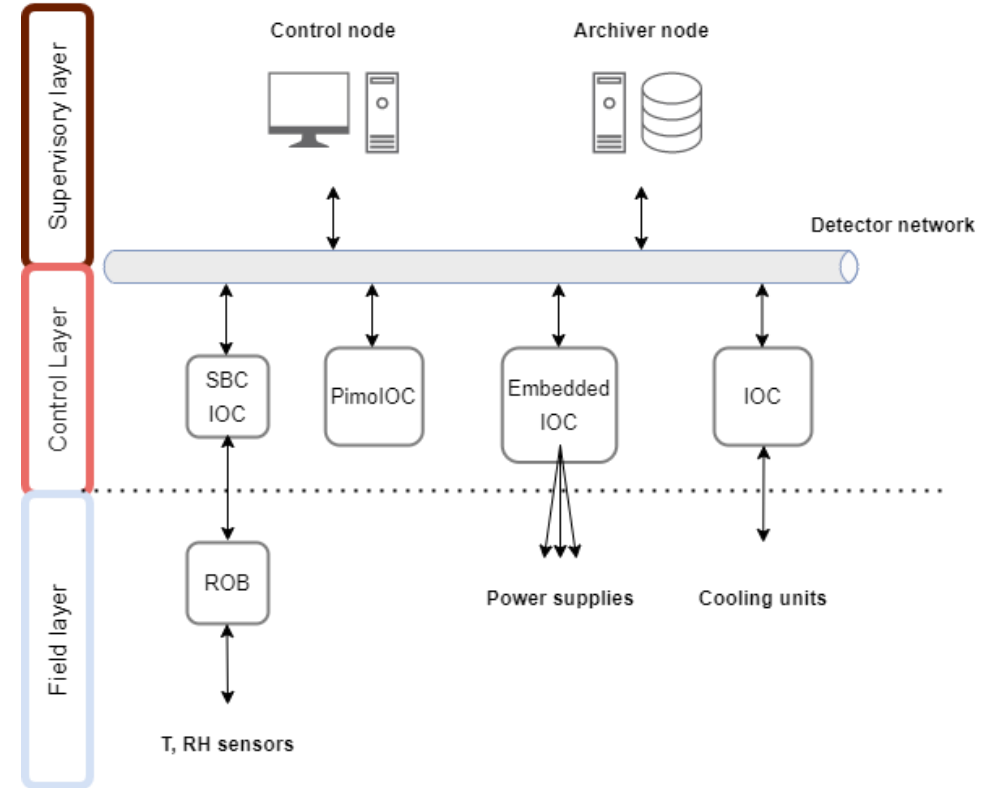 Supervisory layer
Control node
Archiver node
Detector network
Control Layer
SBC
IOC
PimoIOC
Embedded
IOC
IOC
Field layer
ROB
Power supplies
Cooling units
T, RH sensors